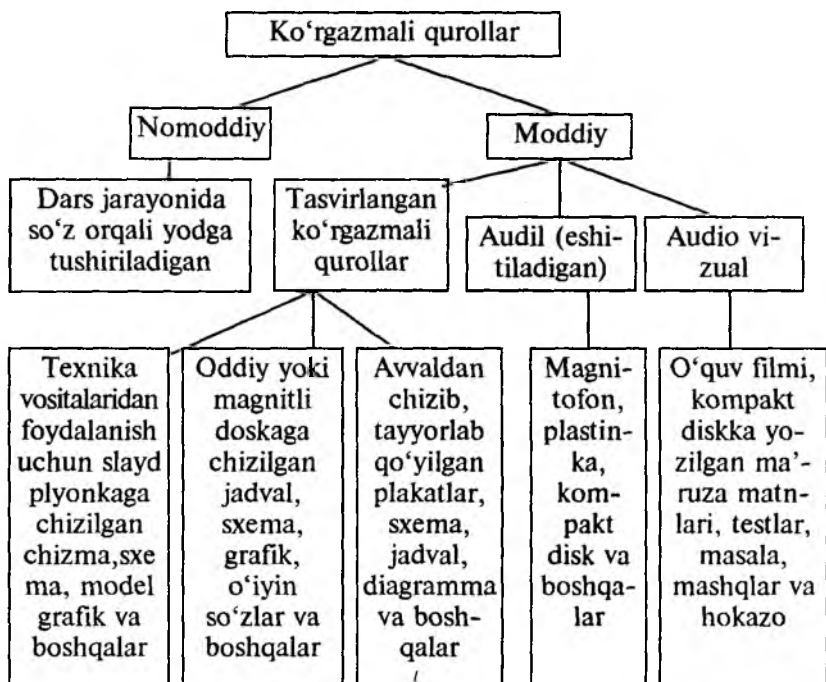 Ko‘rgazmali qurollar
Nomoddiy
Moddiy
Dars jarayonida
so‘z orqali yodga
tushiriladigan
Tasvirlangan
ko‘rgazmali
qurollar
Audil (eshi-
tiladigan)
Audio vi-
zual
Texnika
vositalaridan
foydalanish
uchun slayd
plyonkaga
chizilgan
chizma,sxe
ma, model
grafik va
boshqalar
Oddiy yoki
magnitli
doskaga
chizilgan
jadval,
sxema,
grafik,
o‘iyin
so‘zlar va
boshqalar
Avvaldan
chizib,
tayyorlab
qo‘yilgan
plakatlar,
sxema,
jadval,
diagramma
va bosh-
qalar
Magni-
tofon,
plastin-
ka,
kom-
pakt
disk va
boshqa-
lar
O‘quv filmi,
kompakt
diskka yo-
zilgan ma’-
ruza matn-
lari, testlar,
masala,
mashqlar va
hokazo